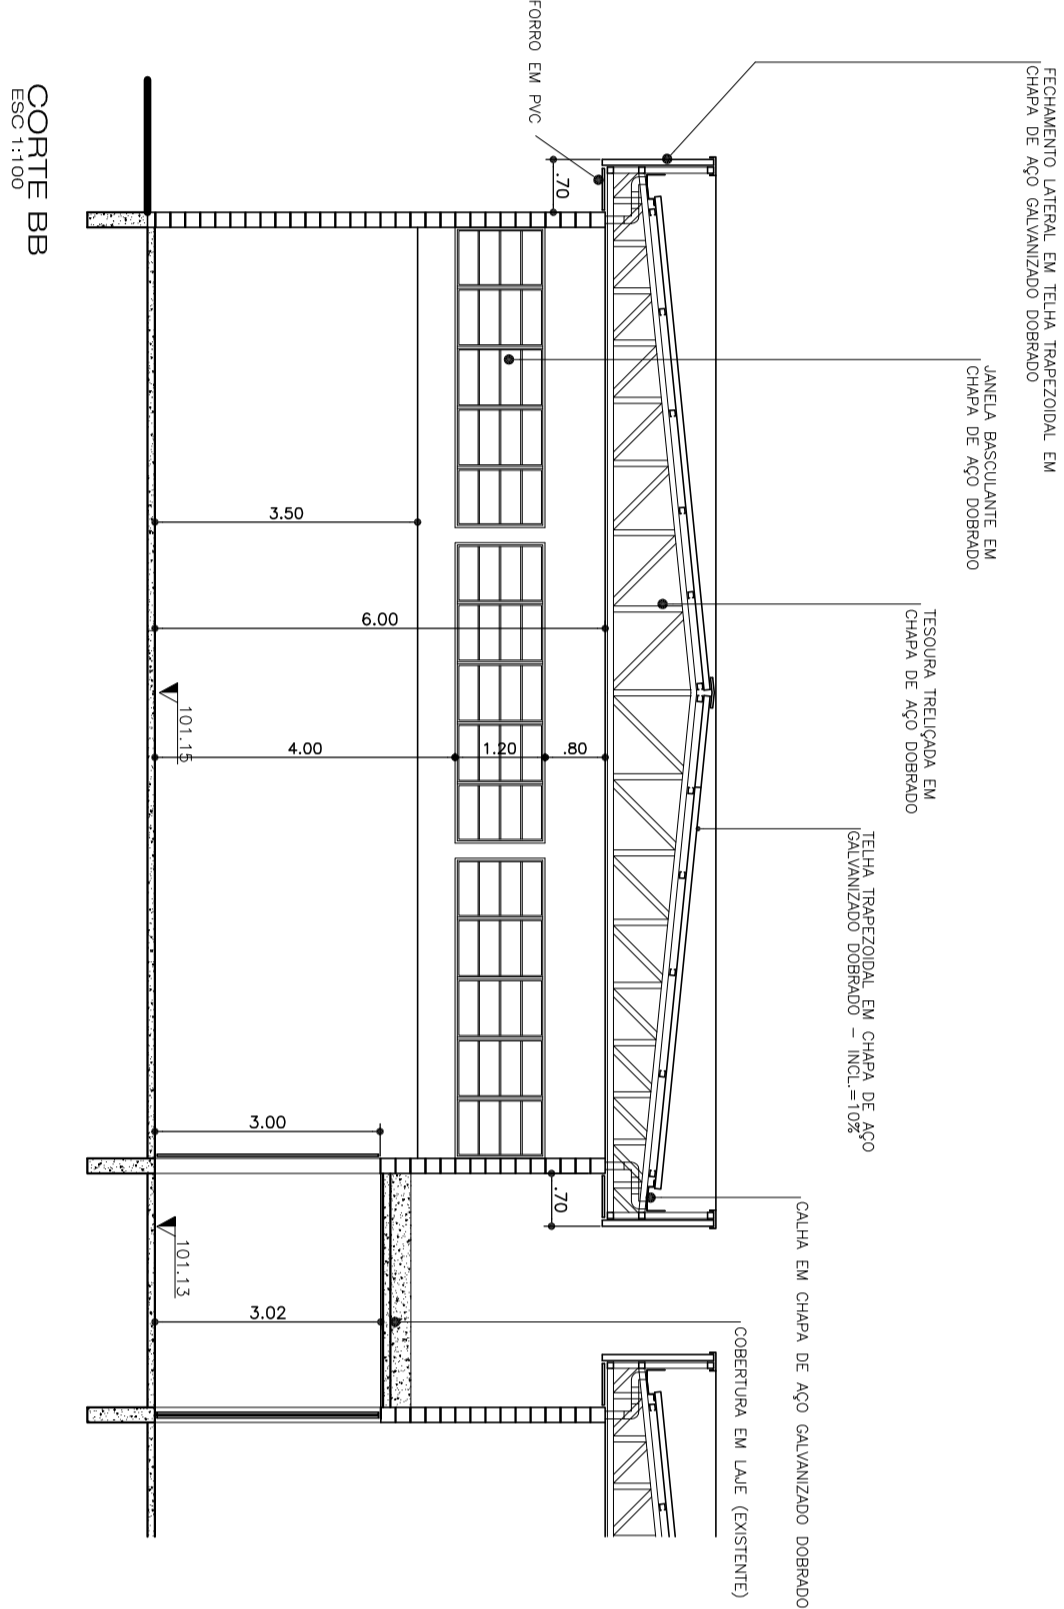 FECHAMENTO LATERAL EM TELHA TRAPEZOIDAL EM
CHAPA DE AÇO GALVANIZADO DOBRADO
JANELA BASCULANTE EM
CHAPA DE AÇO DOBRADO
TESOURA TRELIÇADA EM
CHAPA DE AÇO DOBRADO
TELHA TRAPEZOIDAL EM CHAPA DE AÇO
GALVANIZADO DOBRADO - INCL.=10%
CALHA EM CHAPA DE AÇO GALVANIZADO DOBRADO
COBERTURA EM LAJE (EXISTENTE)
FORRO EM PVC
.70
.70
.80
1.20
4.00
6.00
3.50
3.00
3.02
101.15
101.13
CORTE BB
ESC 1:100